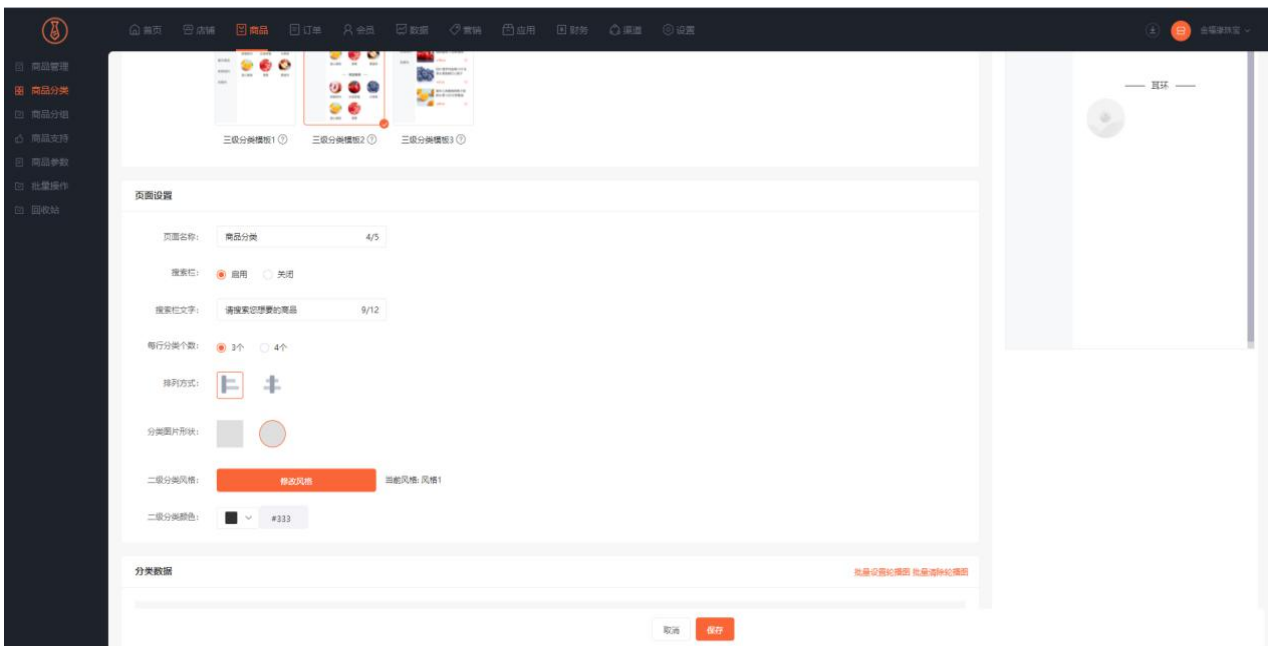 首页 店铺 商品 订单 会员 数据 营销 应用 财务 渠道 设置
商品管理
商品分类
商品分组
商品支持
商品参数
批量操作
回收站
三级分类模板1 三级分类模板2 三级分类模板3
耳环
页面设置
页面名称: 商品分类 4/5
搜索栏: 启用 关闭
搜索栏文字: 请搜索您想要的商品 9/12
每行分类个数: 3个 4个
排列方式:
分类图片形状:
二级分类风格: 修改风格 当前风格: 风格1
二级分类颜色: #333
分类数据 批量设置轮播图 批量清除轮播图
取消 保存